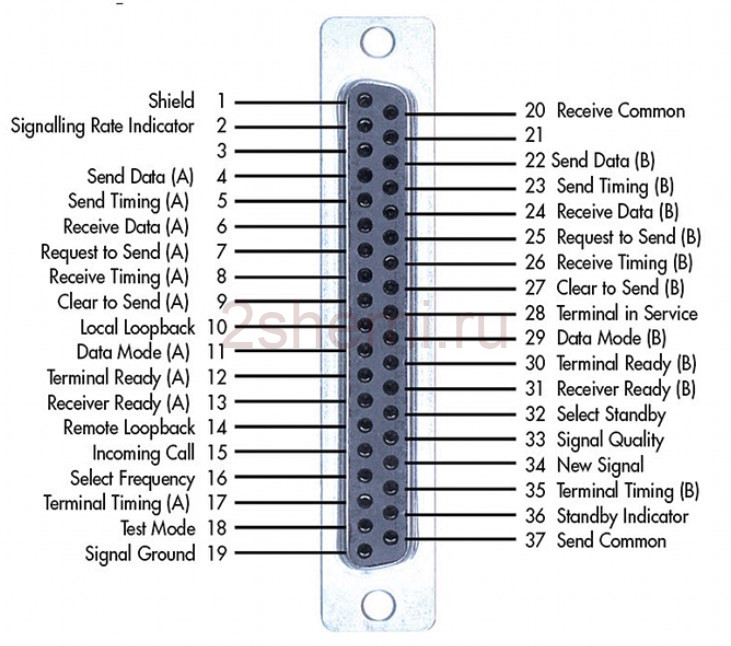 Shield 1
Signalling Rate Indicator 2
3
Send Data (A) 4
Send Timing (A) 5
Receive Data (A) 6
Request to Send (A) 7
Receive Timing (A) 8
Clear to Send (A) 9
Local Loopback 10
Data Mode (A) 11
Terminal Ready (A) 12
Receiver Ready (A) 13
Remote Loopback 14
Incoming Call 15
Select Frequency 16
Terminal Timing (A) 17
Test Mode 18
Signal Ground 19
20 Receive Common
21
22 Send Data (B)
23 Send Timing (B)
24 Receive Data (B)
25 Request to Send (B)
26 Receive Timing (B)
27 Clear to Send (B)
28 Terminal in Service
29 Data Mode (B)
30 Terminal Ready (B)
31 Receiver Ready (B)
32 Select Standby
33 Signal Quality
34 New Signal
35 Terminal Timing (B)
36 Standby Indicator
37 Send Common
2shemi.ru